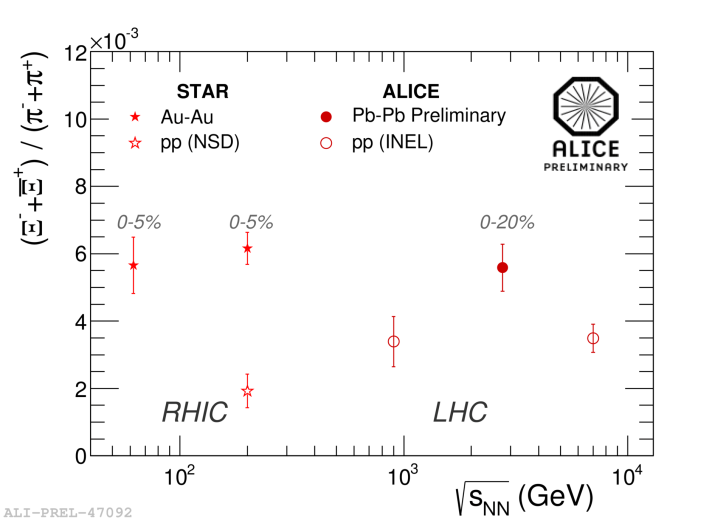 ×10⁻³
(Ξ⁻+Ξ̅⁺) / (π⁻+π⁺)
12
10
8
6
4
2
0
STAR ALICE
Au-Au Pb-Pb Preliminary
pp (NSD) pp (INEL)
ALICE
PRELIMINARY
0-5% 0-5% 0-20%
RHIC LHC
10² 10³ 10⁴
√sNN (GeV)
ALI-PREL-47092